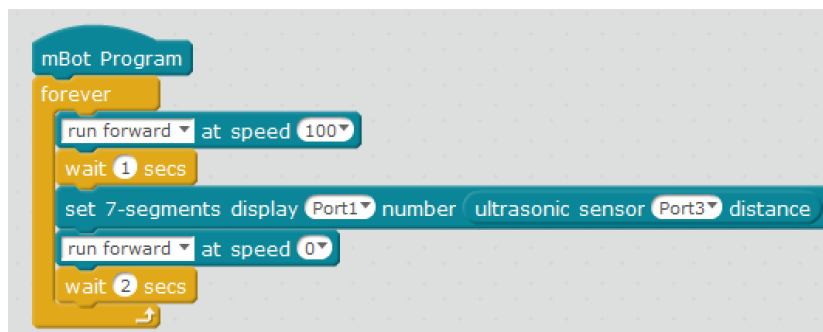 mBot Program
forever
run forward at speed 100
wait 1 secs
set 7-segments display Port1 number ultrasonic sensor Port3 distance
run forward at speed 0
wait 2 secs